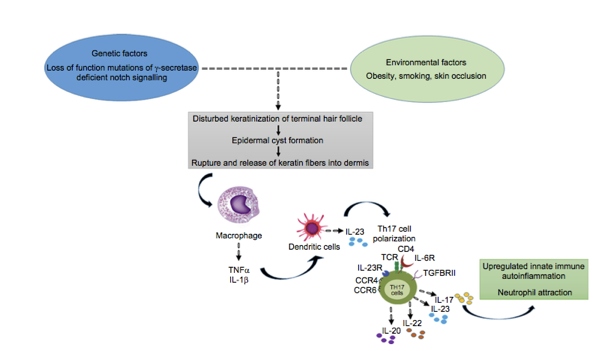 Genetic factors
Loss of function mutations of γ-secretase
deficient notch signalling
Environmental factors
Obesity, smoking, skin occlusion
Disturbed keratinization of terminal hair follicle
Epidermal cyst formation
Rupture and release of keratin fibers into dermis
Macrophage
TNFα
IL-1β
Dendritic cells
IL-23
Th17 cell
polarization
CD4
TCR
IL-6R
IL-23R
TGFBRII
CCR4
CCR6
TH17
cells
IL-17
IL-23
IL-22
IL-20
Upregulated innate immune
autoinflammation
Neutrophil attraction